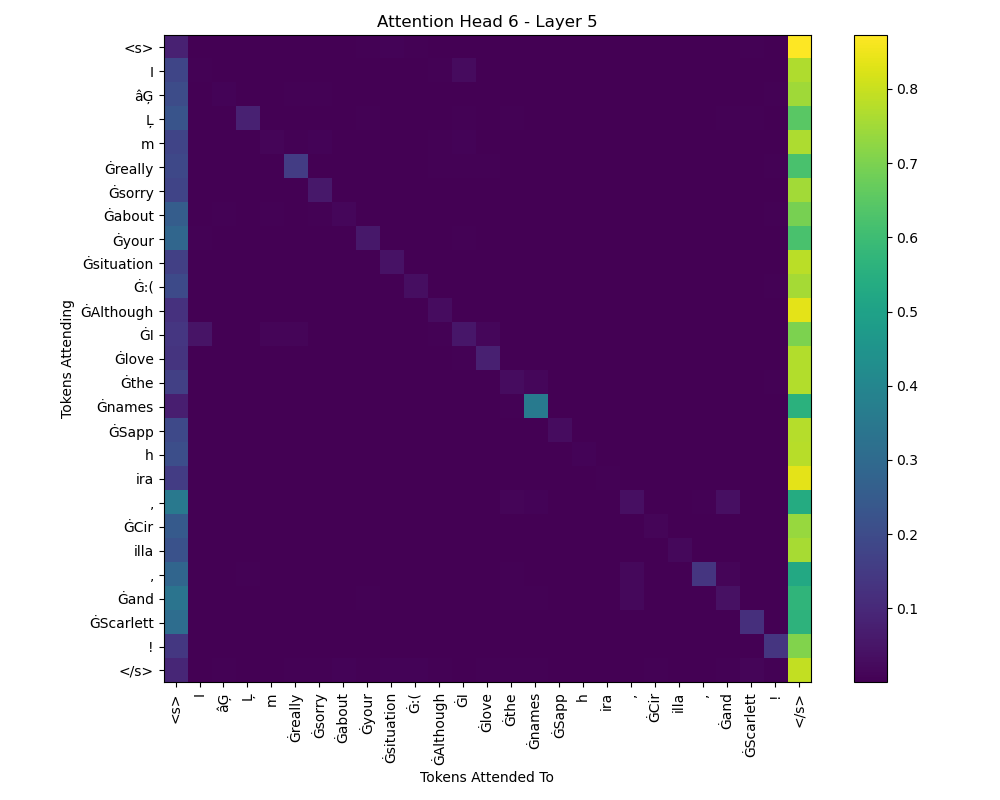 Attention Head 6 - Layer 5
Tokens Attending
<s>
I
âĢ
Ļ
m
Ġreally
Ġsorry
Ġabout
Ġyour
Ġsituation
Ġ:(
ĠAlthough
ĠI
Ġlove
Ġthe
Ġnames
ĠSapp
h
ira
,
ĠCir
illa
,
Ġand
ĠScarlett
!
</s>
<s>
I
âĢ
Ļ
m
Ġreally
Ġsorry
Ġabout
Ġyour
Ġsituation
Ġ:(
ĠAlthough
ĠI
Ġlove
Ġthe
Ġnames
ĠSapp
h
ira
,
ĠCir
illa
,
Ġand
ĠScarlett
!
</s>
Tokens Attended To
0.8
0.7
0.6
0.5
0.4
0.3
0.2
0.1